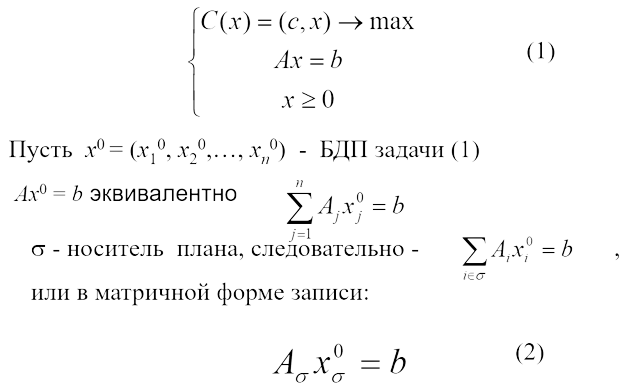 C(x) = (c, x) → max
Ax = b (1)
x ≥ 0
Пусть x⁰ = (x₁⁰, x₂⁰,…, xₙ⁰) - БДП задачи (1)
Ax⁰ = b эквивалентно ∑ⱼ₌₁ⁿ Aⱼxⱼ⁰ = b
σ - носитель плана, следовательно - ∑_{i∈σ} Aᵢxᵢ⁰ = b ,
или в матричной форме записи:
A_σ x_σ⁰ = b (2)